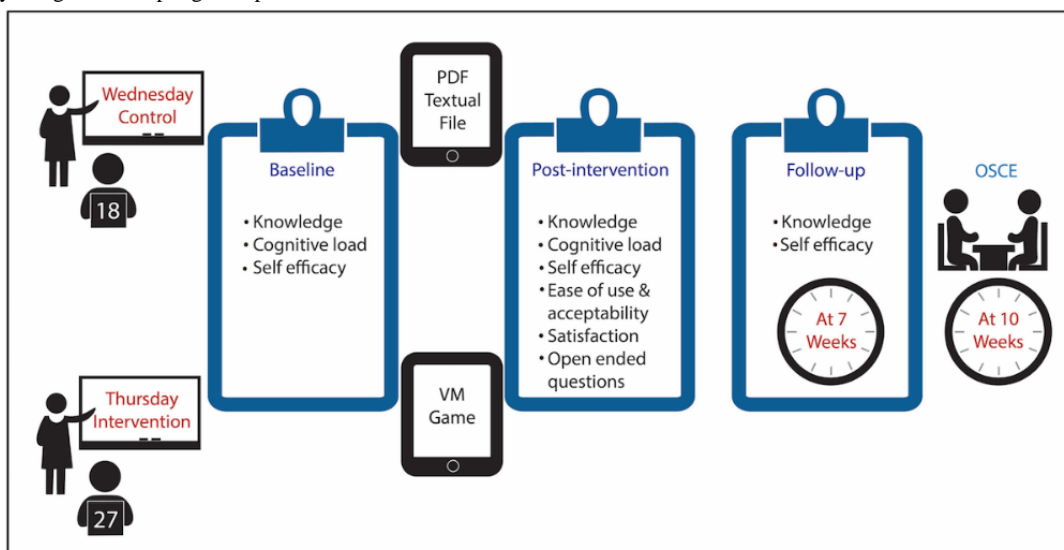 Wednesday
Control
18
Thursday
Intervention
27
Baseline
• Knowledge
• Cognitive load
• Self efficacy
PDF
Textual
File
VM
Game
Post-intervention
• Knowledge
• Cognitive load
• Self efficacy
• Ease of use &
acceptability
• Satisfaction
• Open ended
questions
Follow-up
• Knowledge
• Self efficacy
At 7
Weeks
OSCE
At 10
Weeks